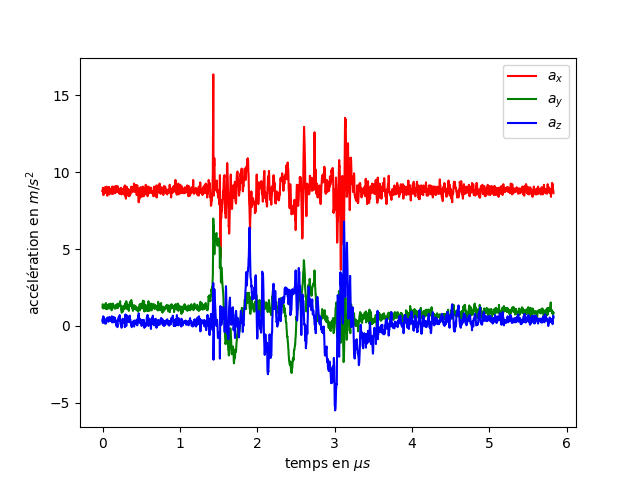 a_x
a_y
a_z
15
10
5
0
−5
accélération en m/s²
0 1 2 3 4 5 6
temps en μs